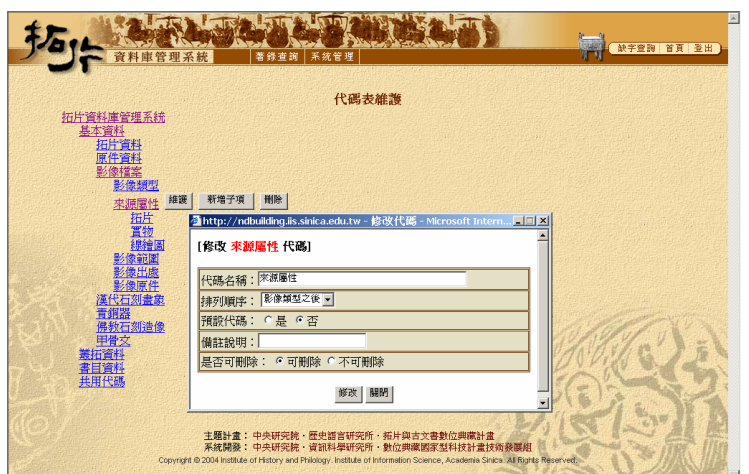 拓片
資料庫管理系統
著錄查詢 系統管理
缺字查詢 首頁 登出
代碼表維護
拓片資料庫管理系統
基本資料
拓片資料
原件資料
影像檔案
影像類型
來源屬性 維護 新增子項 刪除
拓片
實物
線繪圖
影像範圍
影像出處
影像原件
漢代石刻畫象
青銅器
佛教石刻造像
甲骨文
叢拓資料
書目資料
共用代碼
http://ndbuilding.iis.sinica.edu.tw - 修改代碼 - Microsoft Intern...
[修改 來源屬性 代碼]
代碼名稱：來源屬性
排列順序：影像類型之後
預設代碼：是 否
備註說明：
是否可刪除：可刪除 不可刪除
修改 關閉
主題計畫：中央研究院・歷史語言研究所・拓片與古文書數位典藏計畫
系統開發：中央研究院・資訊科學研究所・數位典藏國家型科技計畫技術發展組
Copyright © 2004 Institute of History and Philology. Institute of Information Science, Academia Sinica. All Rights Reserved.